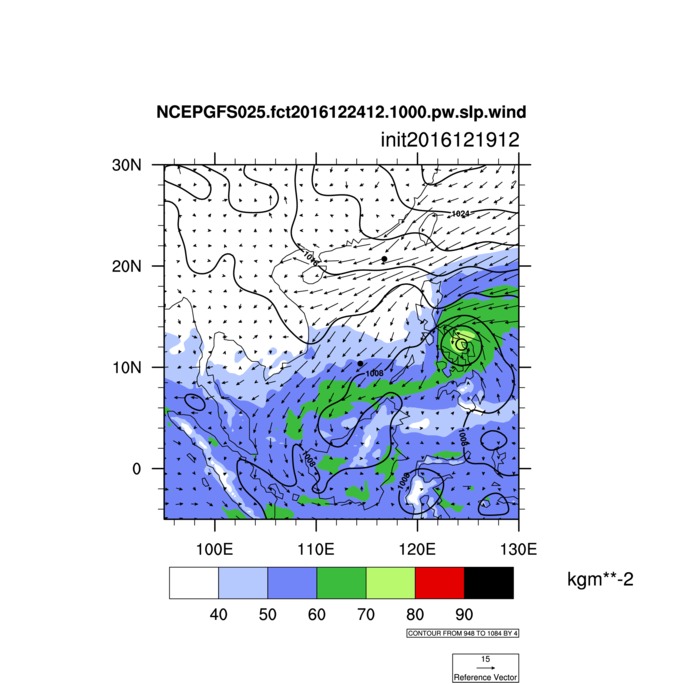 NCEPGFS025.fct2016122412.1000.pw.slp.wind
init2016121912
30N
1024
1016
20N
10N
1008
1008
1008
1008
0
100E 110E 120E 130E
kgm**-2
40 50 60 70 80 90
CONTOUR FROM 948 TO 1084 BY 4
15
Reference Vector